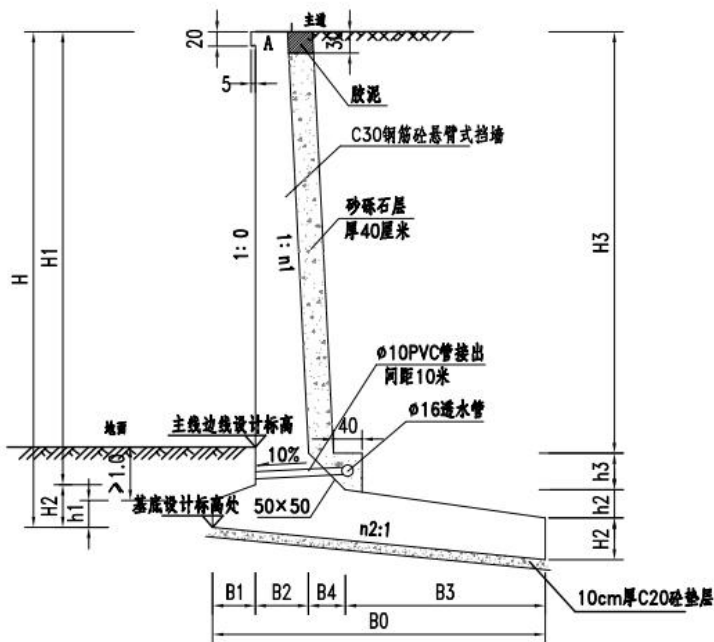 主道
20
A
30
5
胶泥
C30钢筋砼悬臂式挡墙
砂砾石层
厚40厘米
H
H1
1:0
1:n1
H3
ø10PVC管接出
间距10米
ø16透水管
地面
主线边线设计标高
40
10%
>1.0
h3
H2
h1
基底设计标高处
50×50
h2
n2:1
H2
B1
B2
B4
B3
10cm厚C20砼垫层
B0